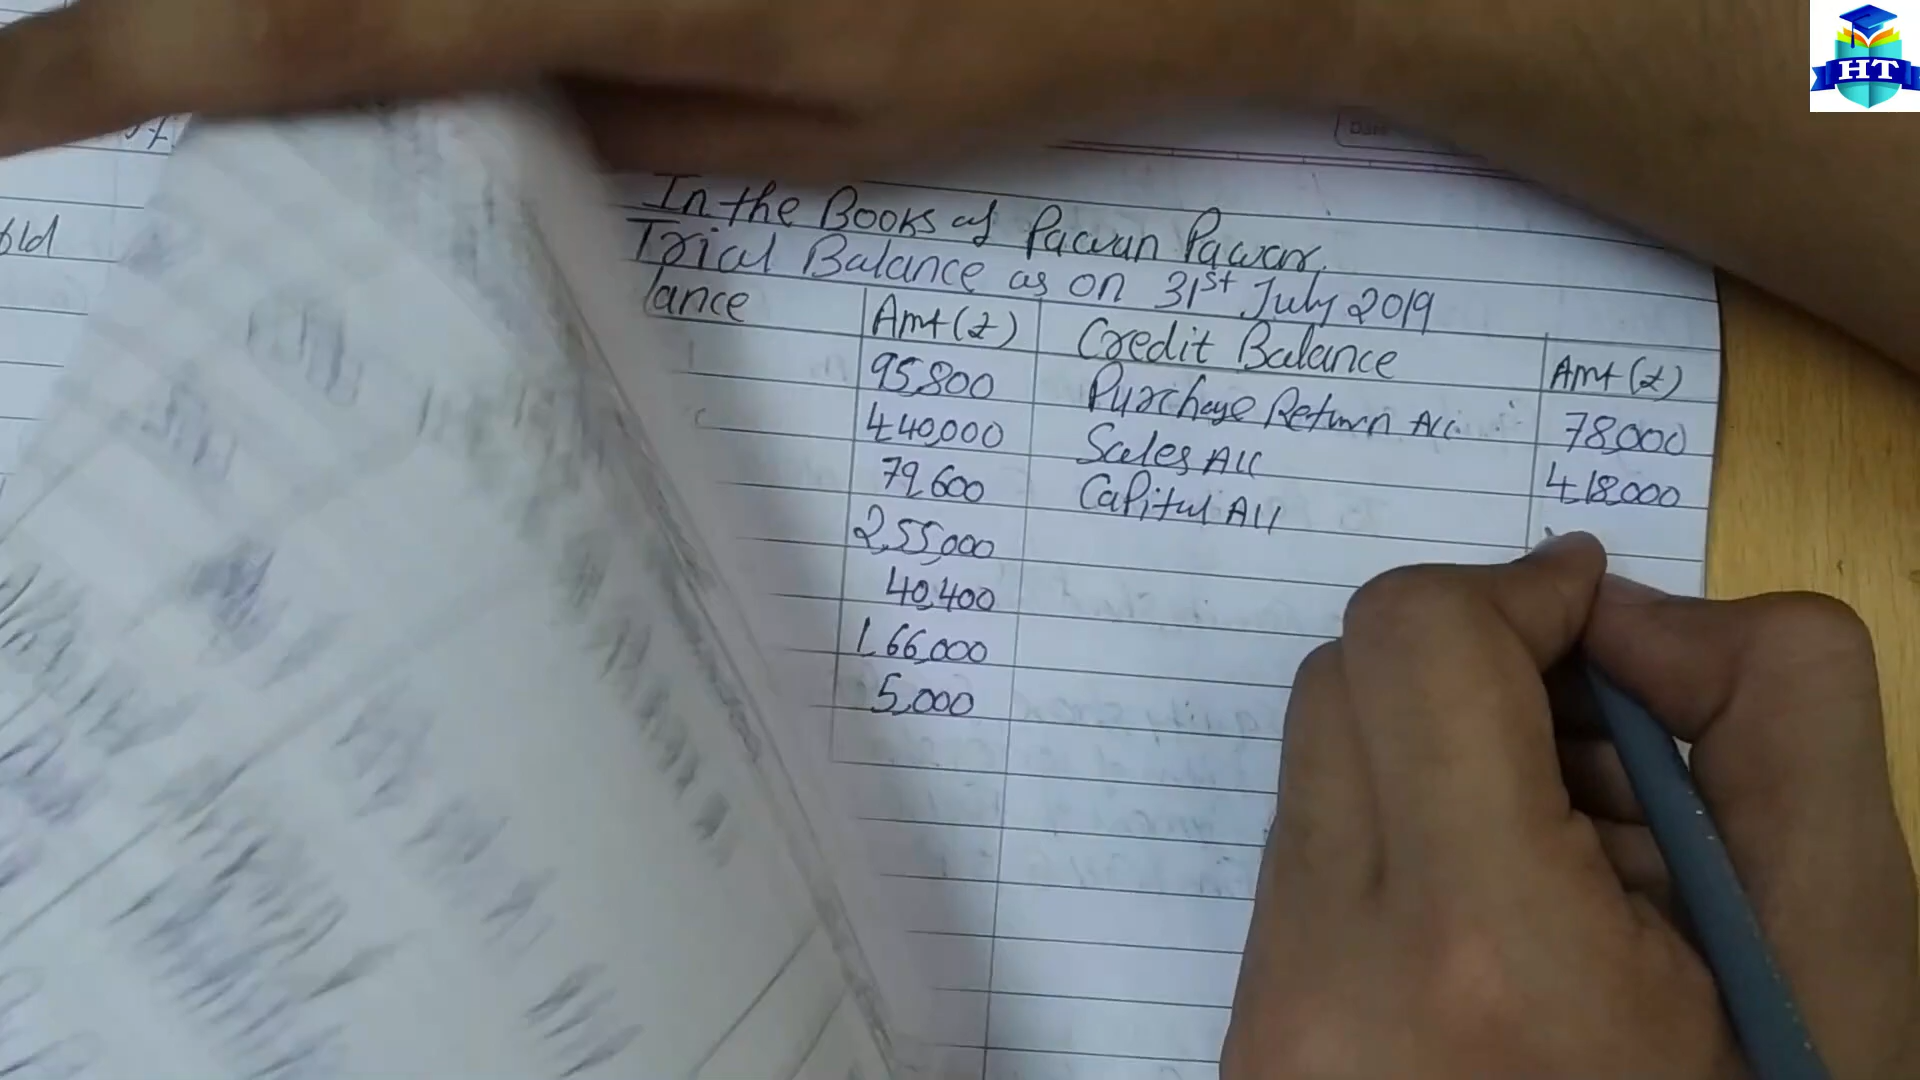 HT
old
In the Books of Pawan Pawar
Trial Balance as on 31st July 2019
lance Amt (₹) Credit Balance Amt (₹)
95,800 Purchase Return A/c 78,000
4,40,000 Sales A/c 4,18,000
79,600 Capital A/c
2,55,000
40,400
1,66,000
5,000